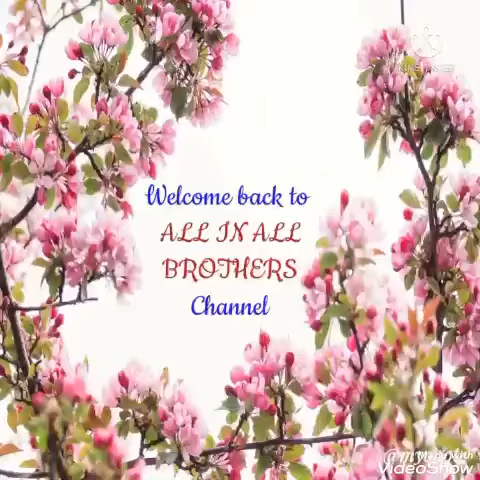 Welcome back to
ALL IN ALL
BROTHERS
Channel
VideoShow